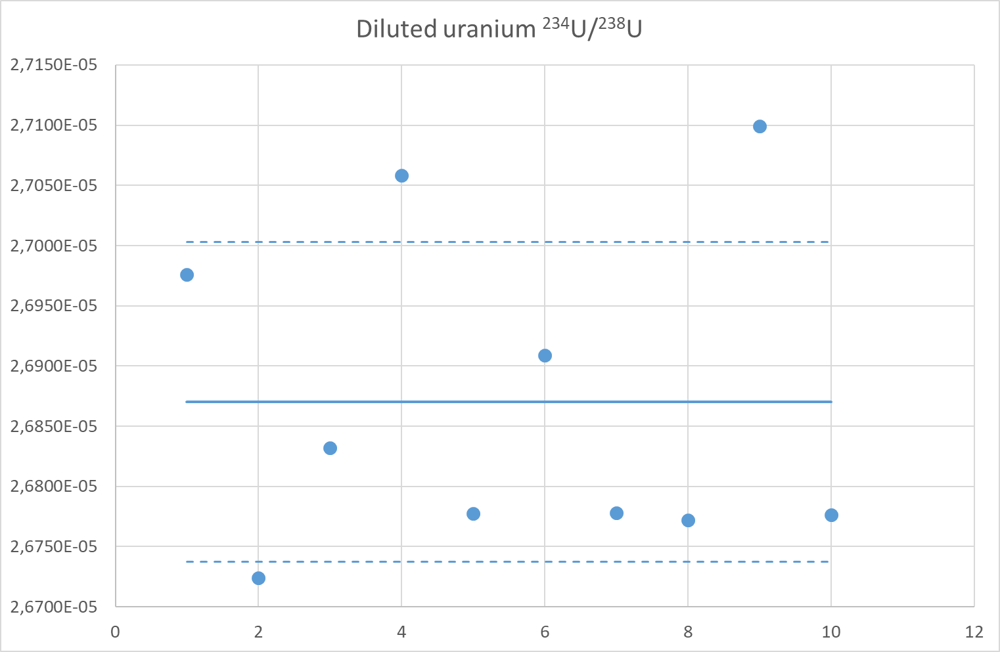 Diluted uranium ²³⁴U/²³⁸U
2,7150E-05
2,7100E-05
2,7050E-05
2,7000E-05
2,6950E-05
2,6900E-05
2,6850E-05
2,6800E-05
2,6750E-05
2,6700E-05
0 2 4 6 8 10 12